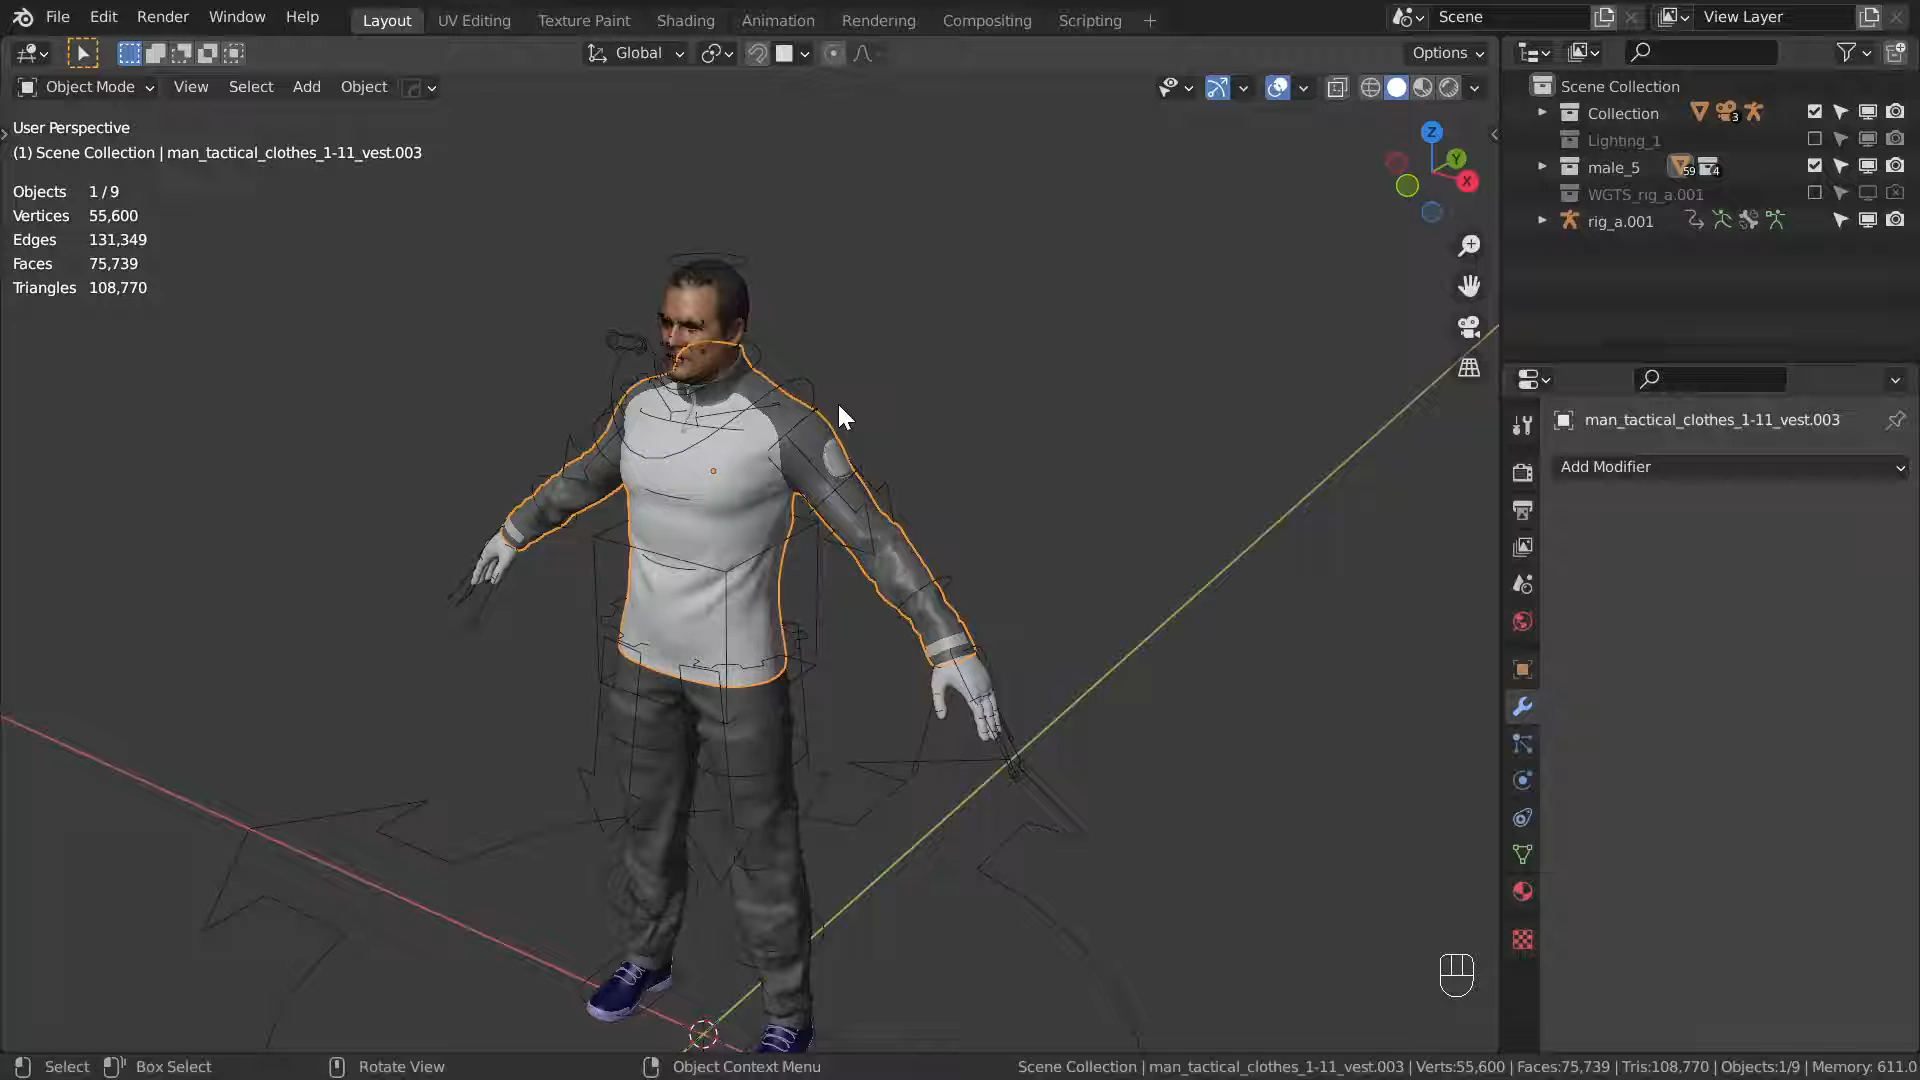 File Edit Render Window Help Layout UV Editing Texture Paint Shading Animation Rendering Compositing Scripting + Scene View Layer
Global Options
Object Mode View Select Add Object
User Perspective
(1) Scene Collection | man_tactical_clothes_1-11_vest.003
Objects 1/9
Vertices 55,600
Edges 131,349
Faces 75,739
Triangles 108,770
Z
Y
X
Scene Collection
Collection 3
Lighting_1
male_5 59 4
WGTS_rig_a.001
rig_a.001
man_tactical_clothes_1-11_vest.003
Add Modifier
Select Box Select Rotate View Object Context Menu Scene Collection | man_tactical_clothes_1-11_vest.003 | Verts:55,600 | Faces:75,739 | Tris:108,770 | Objects:1/9 | Memory: 611.0